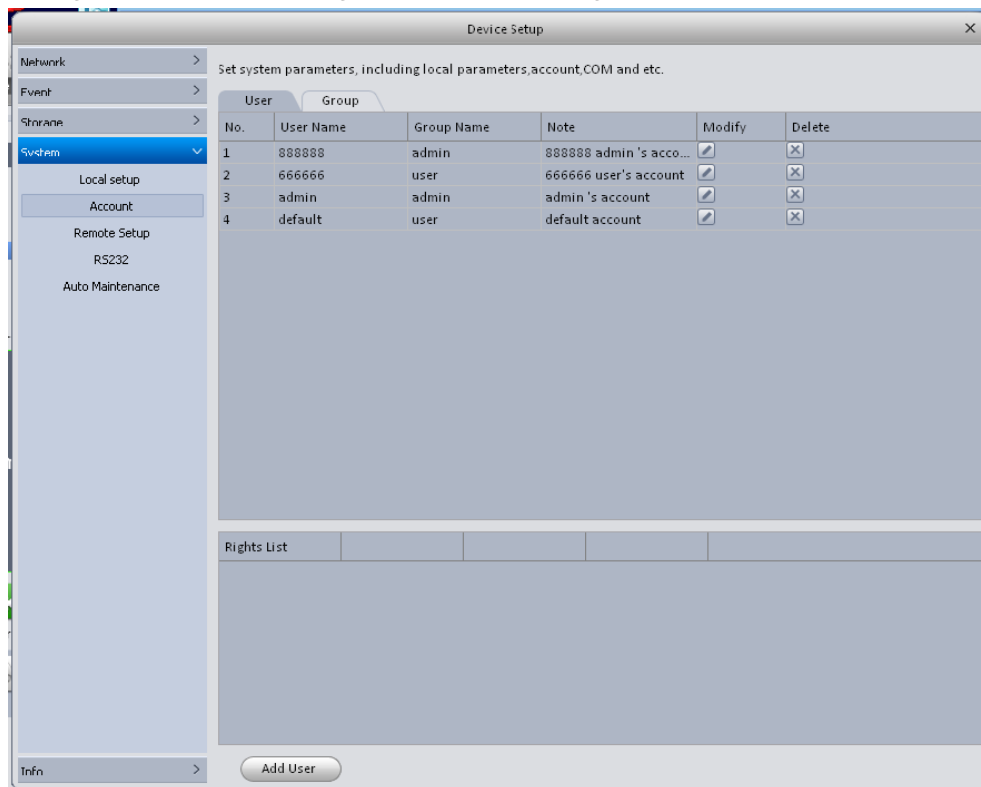 Device Setup
Network
Event
Storage
System
Local setup
Account
Remote Setup
RS232
Auto Maintenance
Info
Set system parameters, including local parameters,account,COM and etc.
User Group
No. User Name Group Name Note Modify Delete
1 888888 admin 888888 admin 's acco...
2 666666 user 666666 user's account
3 admin admin admin 's account
4 default user default account
Rights List
Add User